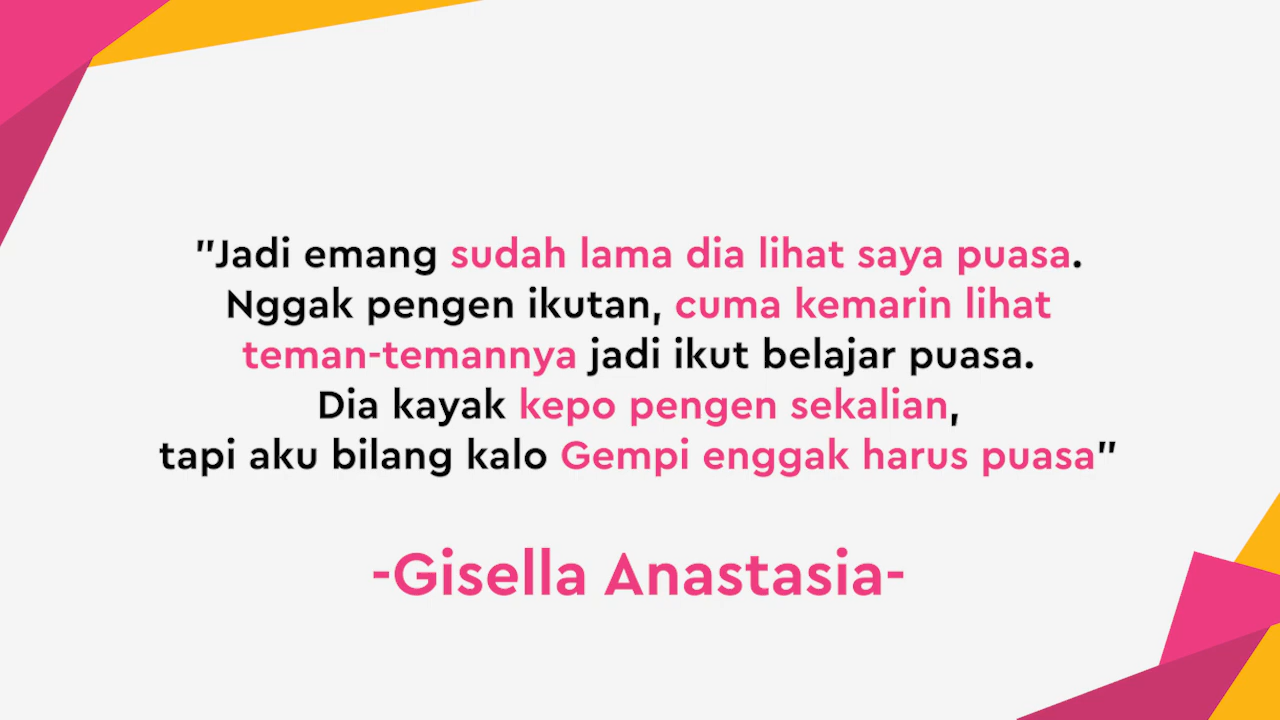 "Jadi emang sudah lama dia lihat saya puasa.
Nggak pengen ikutan, cuma kemarin lihat
teman-temannya jadi ikut belajar puasa.
Dia kayak kepo pengen sekalian,
tapi aku bilang kalo Gempi enggak harus puasa"
-Gisella Anastasia-